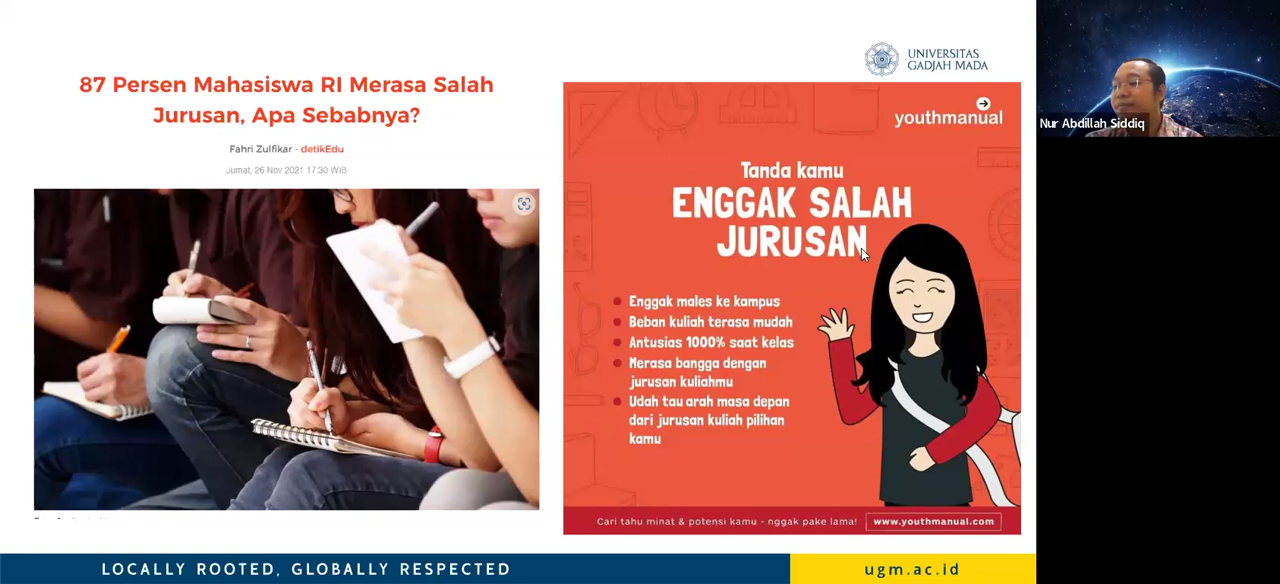 87 Persen Mahasiswa RI Merasa Salah
Jurusan, Apa Sebabnya?
Fahri Zulfikar - detikEdu
Jumat, 26 Nov 2021 17:30 WIB
UNIVERSITAS
GADJAH MADA
youthmanual
Tanda kamu
ENGGAK SALAH
JURUSAN
Enggak males ke kampus
Beban kuliah terasa mudah
Antusias 1000% saat kelas
Merasa bangga dengan
jurusan kuliahmu
Udah tau arah masa depan
dari jurusan kuliah pilihan
kamu
Cari tahu minat & potensi kamu - nggak pake lama!
www.youthmanual.com
LOCALLY ROOTED, GLOBALLY RESPECTED
ugm.ac.id
Nur Abdillah Siddiq